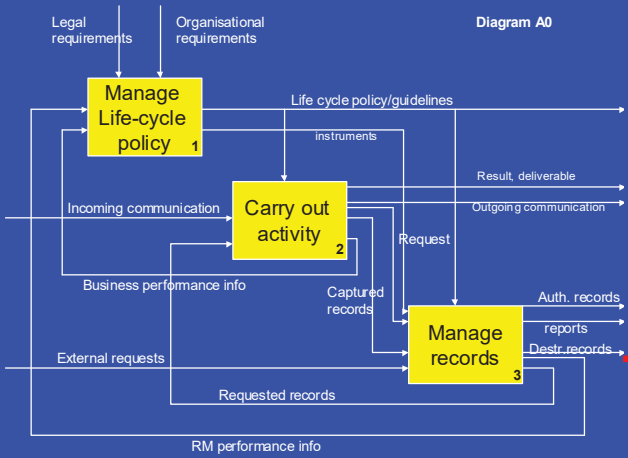 Legal
requirements
Organisational
requirements
Diagram A0
Manage
Life-cycle
policy 1
Life cycle policy/guidelines
instruments
Result, deliverable
Carry out
activity
2
Incoming communication
Outgoing communication
Request
Business performance info
Captured
records
Auth. records
reports
Manage
records
3
Destr.records
External requests
Requested records
RM performance info